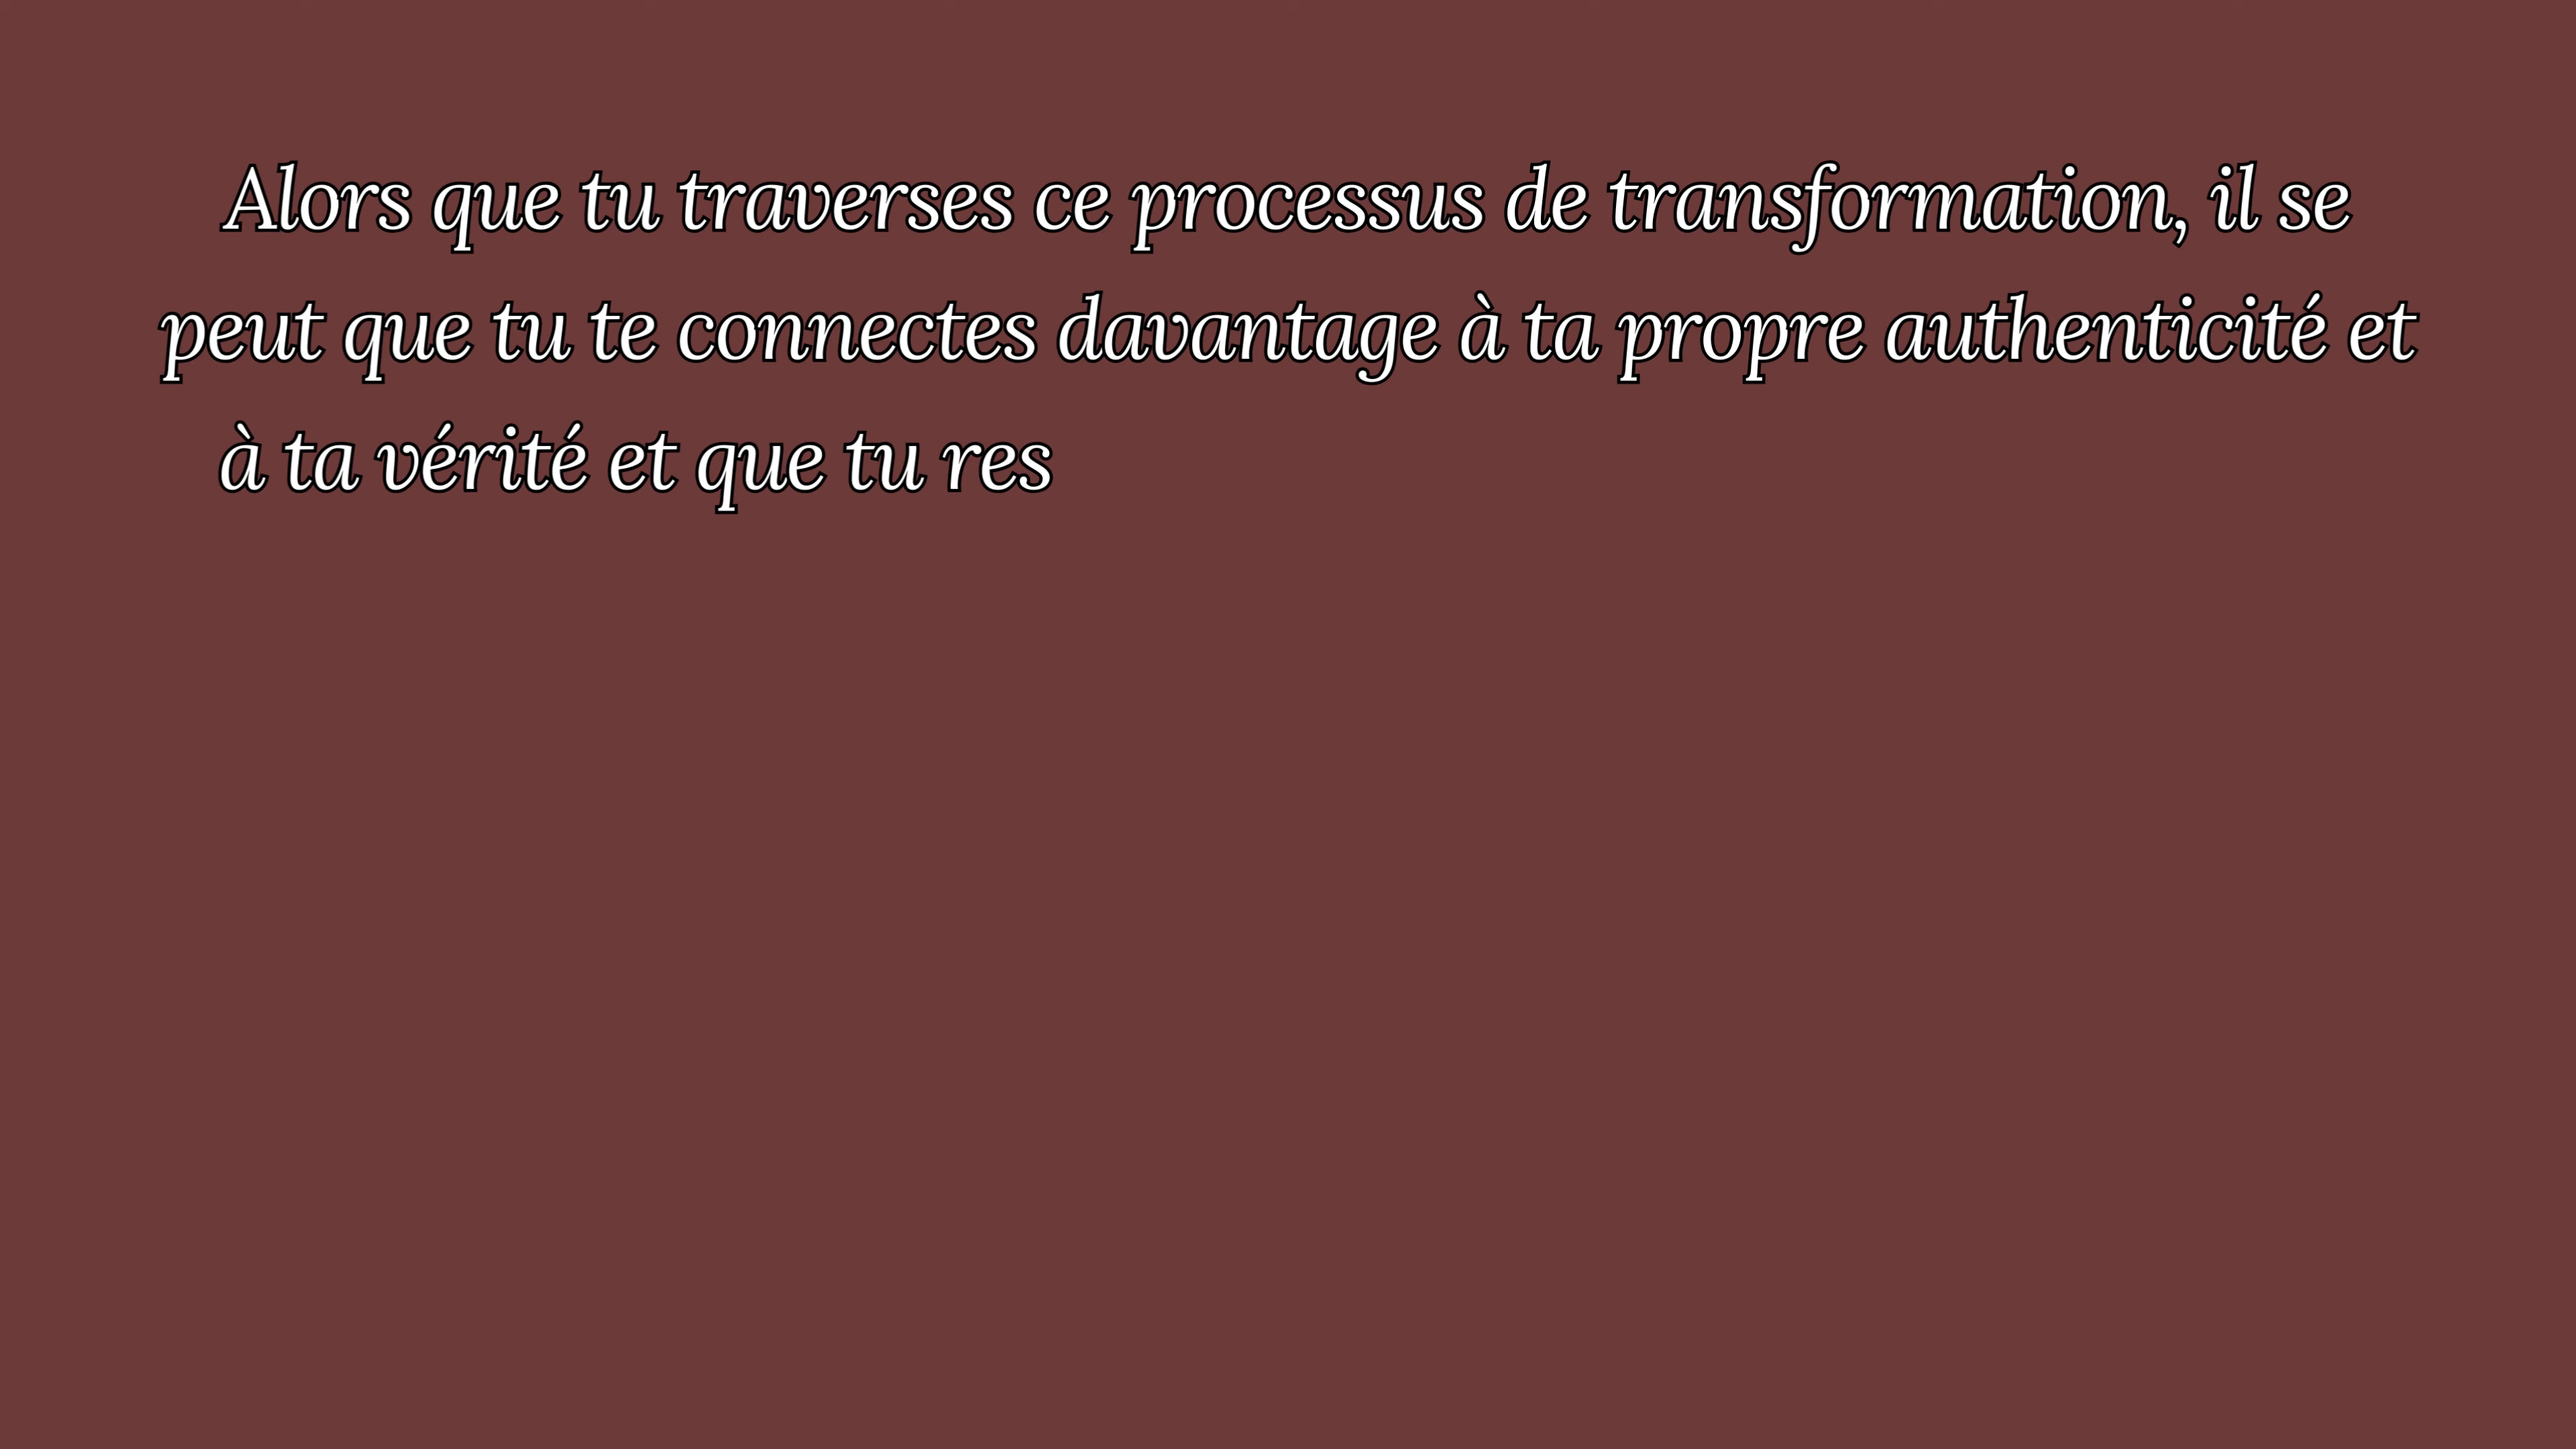 Alors que tu traverses ce processus de transformation, il se
peut que tu te connectes davantage à ta propre authenticité et
à ta vérité et que tu res